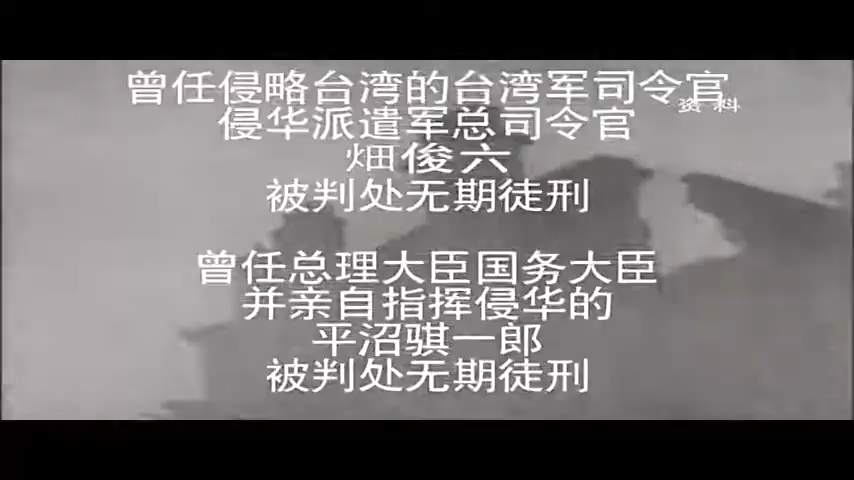 曾任侵略台湾的台湾军司令官
资料
侵华派遣军总司令官
畑俊六
被判处无期徒刑
曾任总理大臣国务大臣
并亲自指挥侵华的
平沼骐一郎
被判处无期徒刑